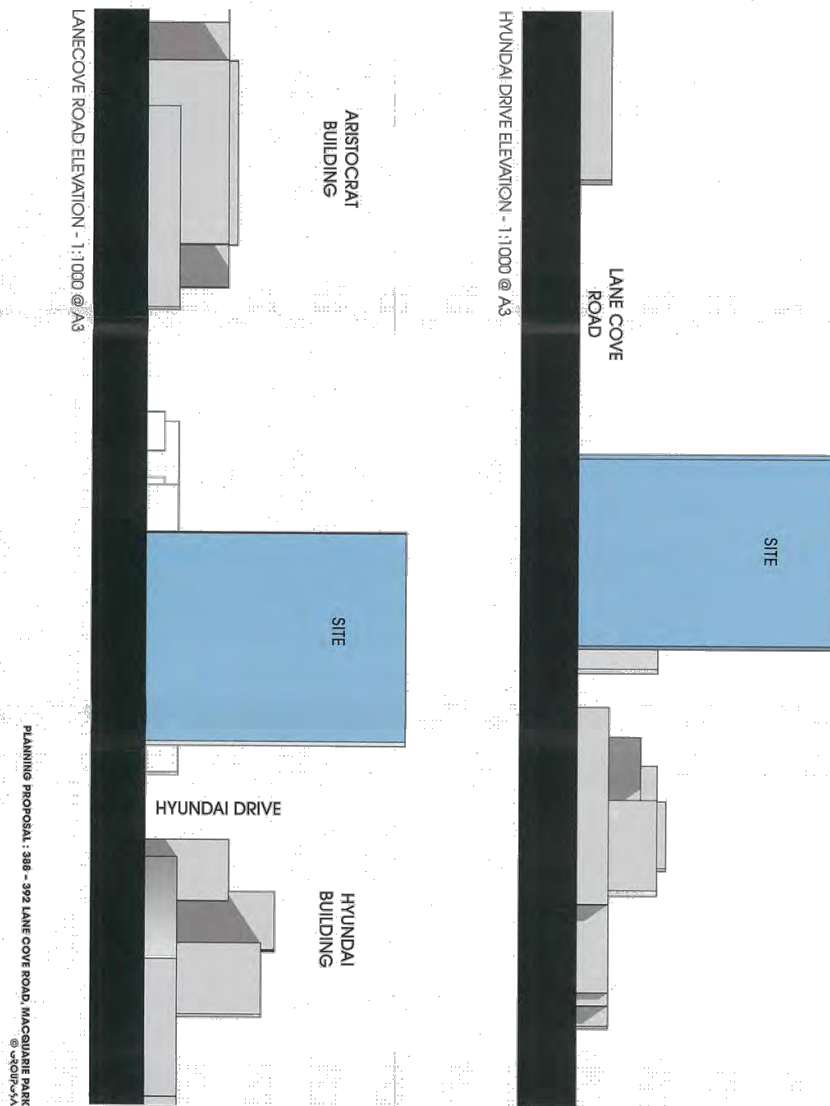 HYUNDAI DRIVE ELEVATION - 1:1000 @ A3
LANE COVE
ROAD
SITE
LANECOVE ROAD ELEVATION - 1:1000 @ A3
ARISTOCRAT
BUILDING
SITE
HYUNDAI DRIVE
HYUNDAI
BUILDING
PLANNING PROPOSAL : 388 - 392 LANE COVE ROAD, MACQUARIE PARK